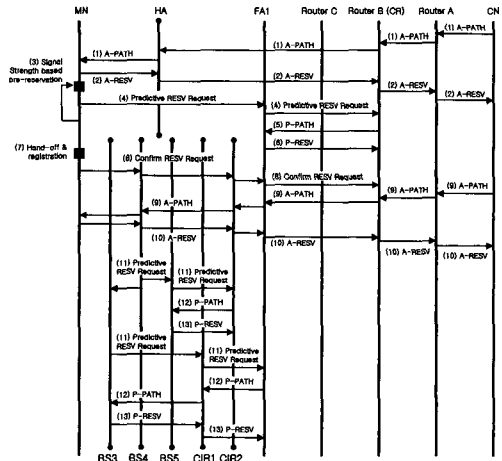 MN HA FA1 Router C Router B (CR) Router A CN
(1) A-PATH
(1) A-PATH
(1) A-PATH
(3) Signal
Strength based
pre-reservation
(1) A-PATH
(2) A-RESV
(2) A-RESV
(2) A-RESV
(2) A-RESV
(4) Predictive RESV Request
(4) Predictive RESV Request
(5) P-PATH
(6) P-RESV
(7) Hand-off &
registration
(8) Confirm RESV Request
(8) Confirm RESV Request
(9) A-PATH
(9) A-PATH
(9) A-PATH
(9) A-PATH
(10) A-RESV
(10) A-RESV
(10) A-RESV
(10) A-RESV
(11) Predictive
RESV Request
(11) Predictive
RESV Request
(12) P-PATH
(13) P-RESV
(11) Predictive
RESV Request
(11) Predictive
RESV Request
(12) P-PATH
(12) P-PATH
(13) P-RESV
(13) P-RESV
BS3 BS4 BS5 CIR1 CIR2